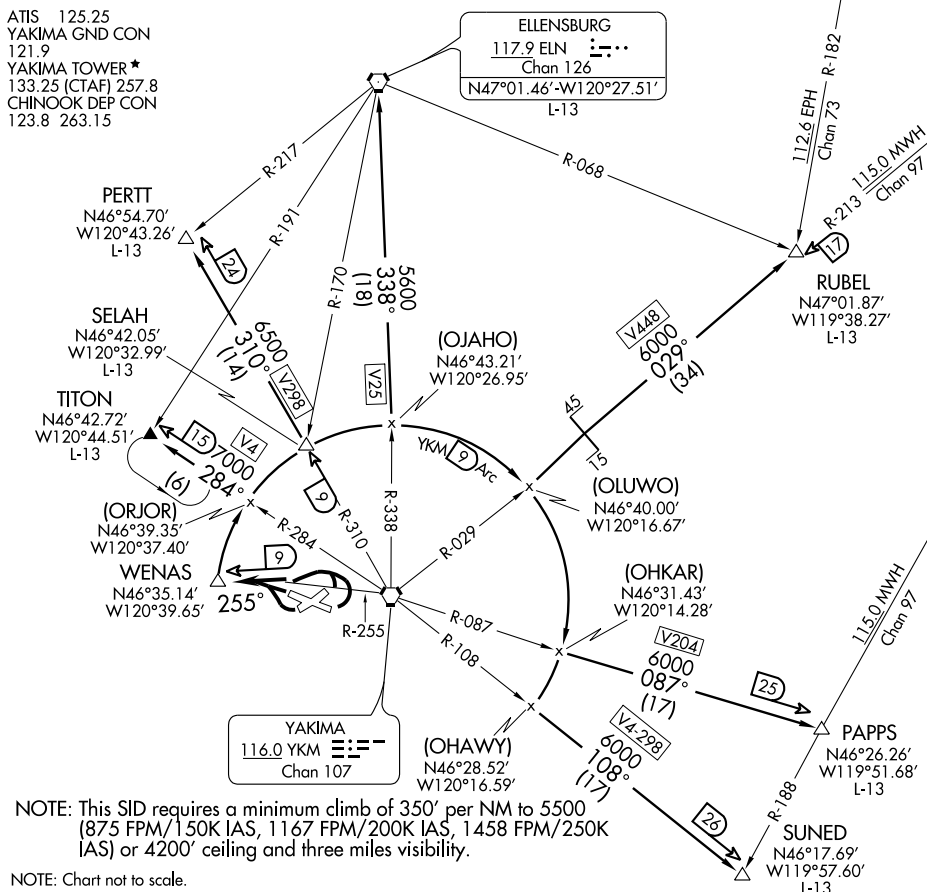 ATIS 125.25
YAKIMA GND CON
121.9
YAKIMA TOWER★
133.25 (CTAF) 257.8
CHINOOK DEP CON
123.8 263.15
ELLENSBURG
117.9 ELN
Chan 126
N47°01.46'-W120°27.51'
L-13
R-182
112.6 EPH
Chan 73
115.0 MWH
Chan 97
R-213
17
R-217
R-068
PERTT
N46°54.70'
W120°43.26'
L-13
R-191
24
R-170
5600
338°
(18)
RUBEL
N47°01.87'
W119°38.27'
L-13
SELAH
N46°42.05'
W120°32.99'
L-13
6500
310°
(14)
V298
V25
(OJAHO)
N46°43.21'
W120°26.95'
V448
6000
029°
(34)
TITON
N46°42.72'
W120°44.51'
L-13
15
7000
V4
284°
(6)
45
15
YKM 9 Arc
9
(ORJOR)
N46°39.35'
W120°37.40'
R-284
R-310
R-338
R-029
(OLUWO)
N46°40.00'
W120°16.67'
WENAS
N46°35.14'
W120°39.65'
9
255°
R-255
(OHKAR)
N46°31.43'
W120°14.28'
R-087
R-108
V204
6000
087°
(17)
25
115.0 MWH
Chan 97
YAKIMA
116.0 YKM
Chan 107
(OHAWY)
N46°28.52'
W120°16.59'
V4-298
6000
108°
(17)
26
PAPPS
N46°26.26'
W119°51.68'
L-13
R-188
SUNED
N46°17.69'
W119°57.60'
L-13
NOTE: This SID requires a minimum climb of 350' per NM to 5500
(875 FPM/150K IAS, 1167 FPM/200K IAS, 1458 FPM/250K
IAS) or 4200' ceiling and three miles visibility.
NOTE: Chart not to scale.